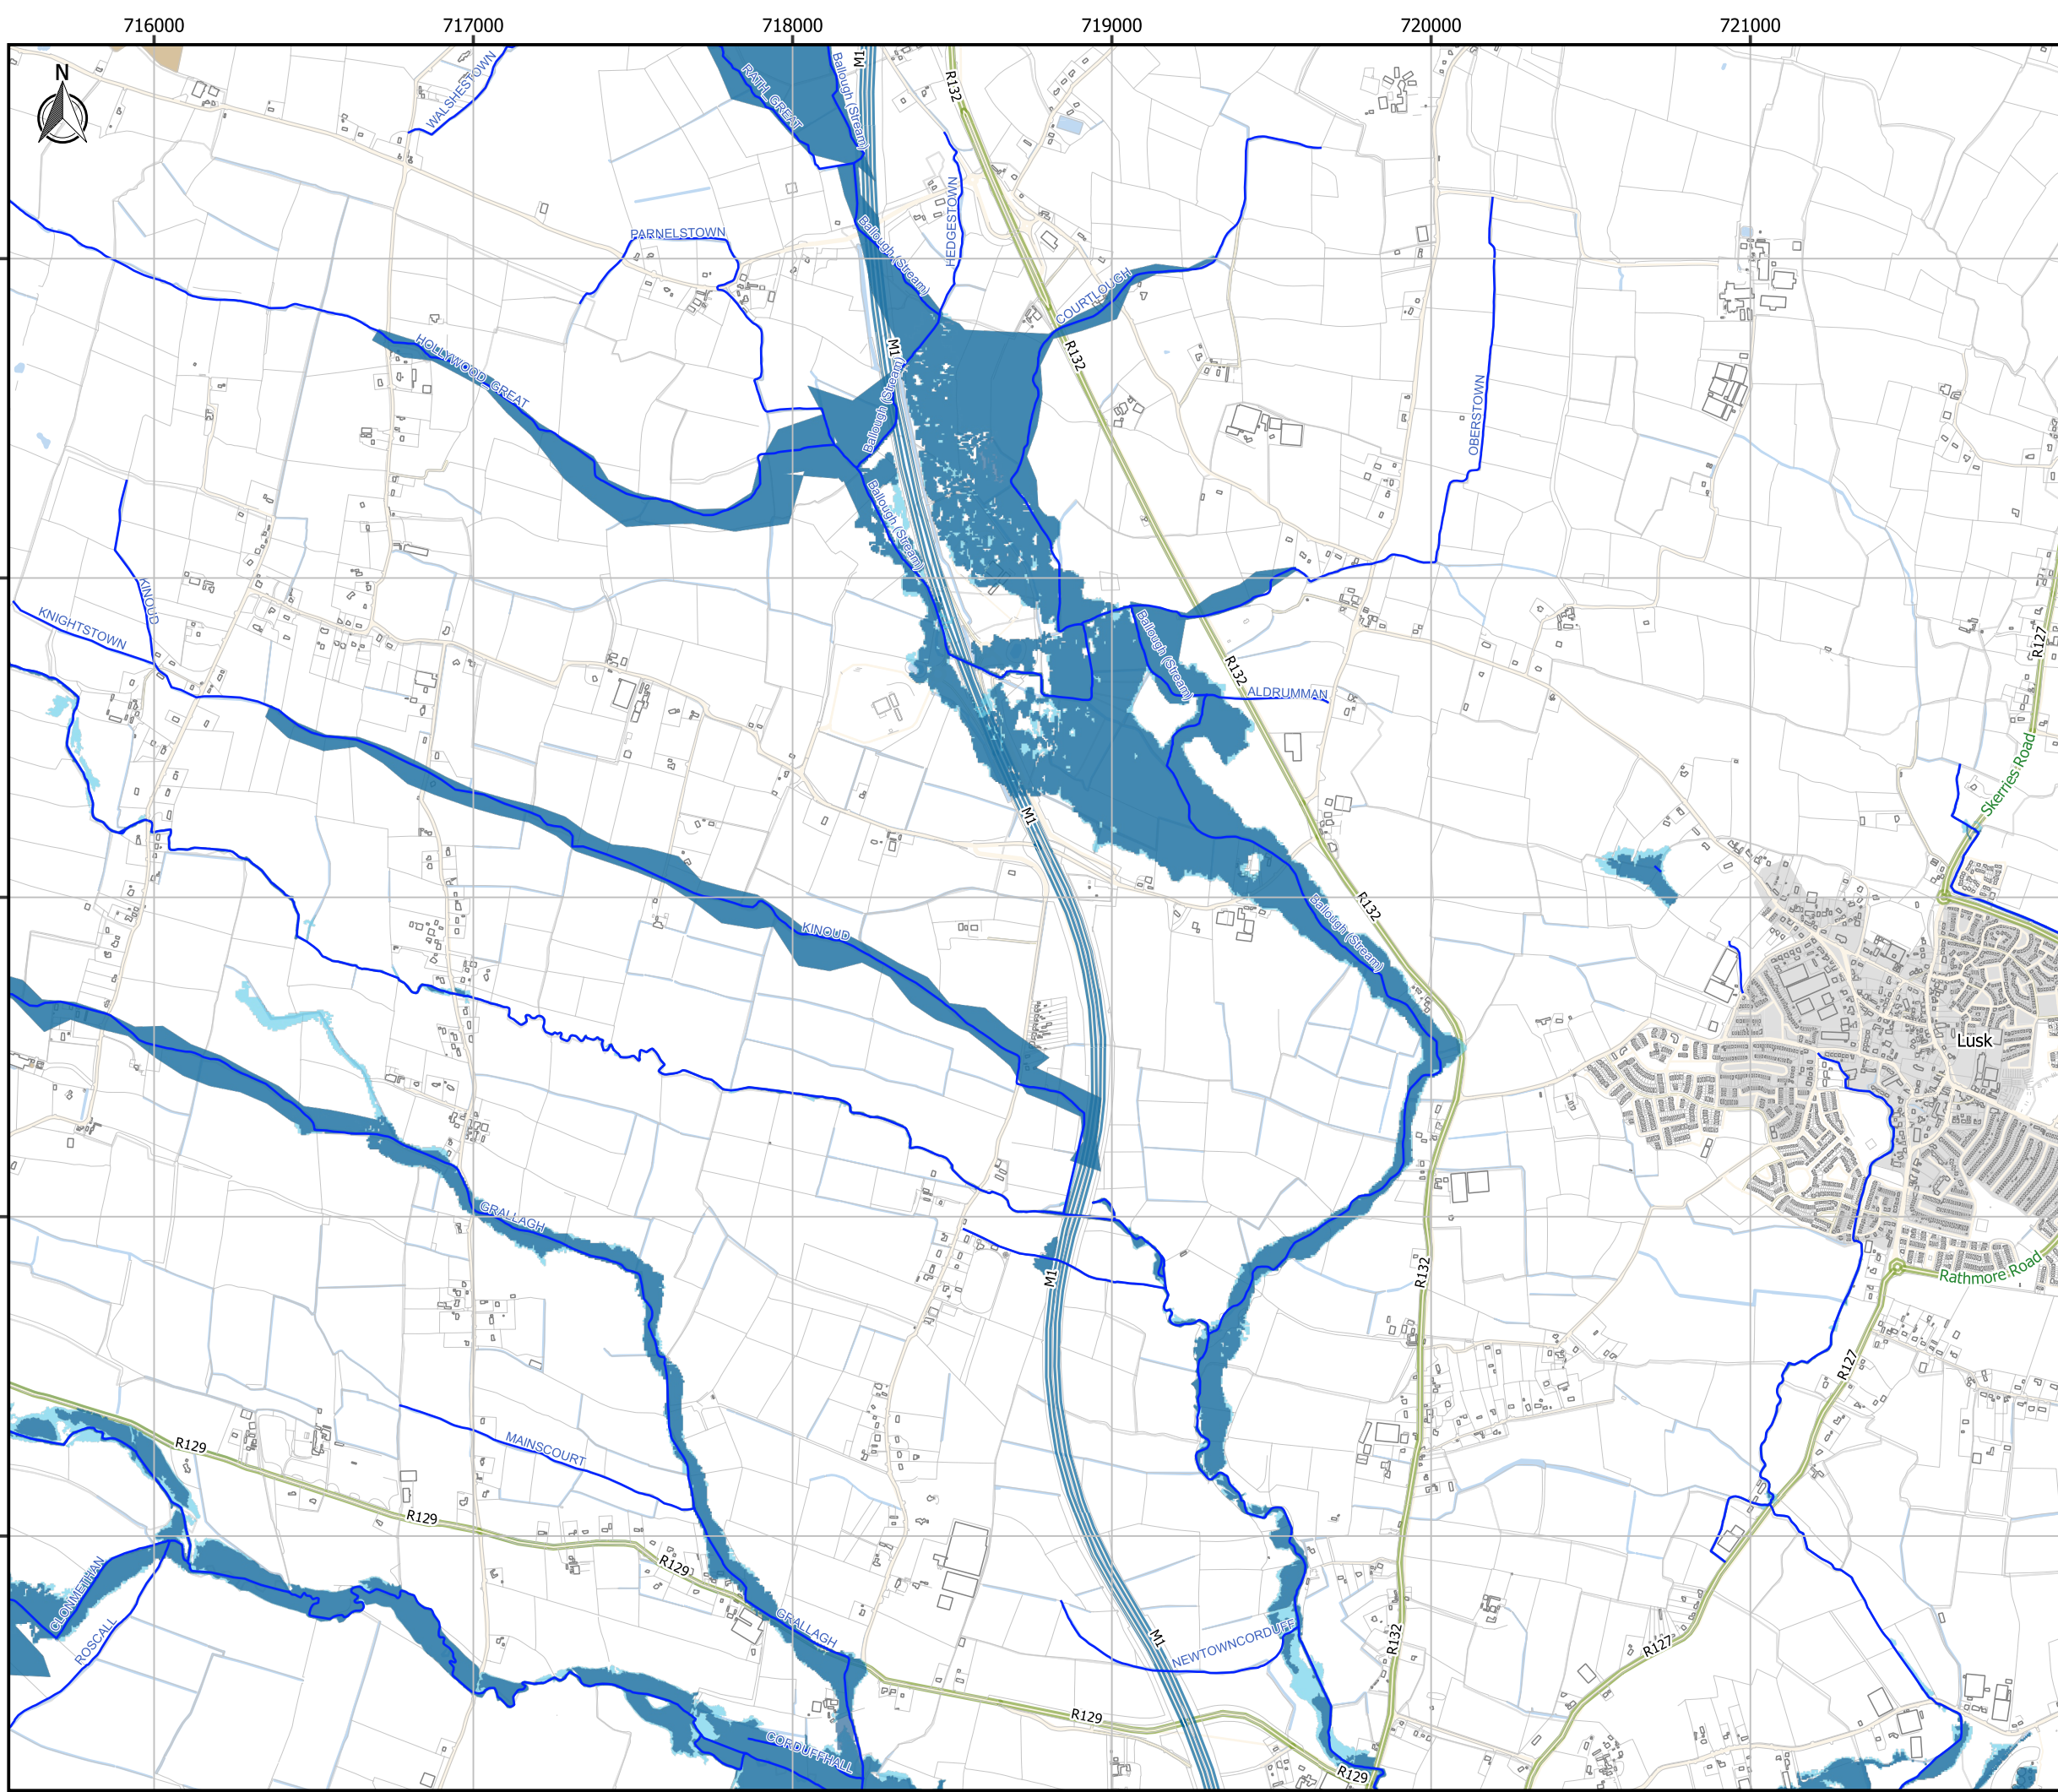 716000 717000 718000 719000 720000 721000
N
WALSHESTOWN
RATH_GREAT
Ballough (Stream)
M1
R132
PARNELSTOWN
Ballough (Stream)
HEDGESTOWN
COURTLOUGH
HOLLYWOOD_GREAT
M1
R132
Ballough (Stream)
OBERSTOWN
Ballough (Stream)
KINOUD
KNIGHTSTOWN
Ballough (Stream)
R132
ALDRUMMAN
R127
Skerries Road
M1
R132
KINOUD
Ballough (Stream)
Lusk
GRALLAGH
M1
R132
Rathmore Road
R127
R129
MAINSCOURT
R129
R129
CLONMETHAN
ROSCALL
GRALLAGH
M1
NEWTOWNCORDUFF
R132
R127
R129
CORDUFFHALL
R129